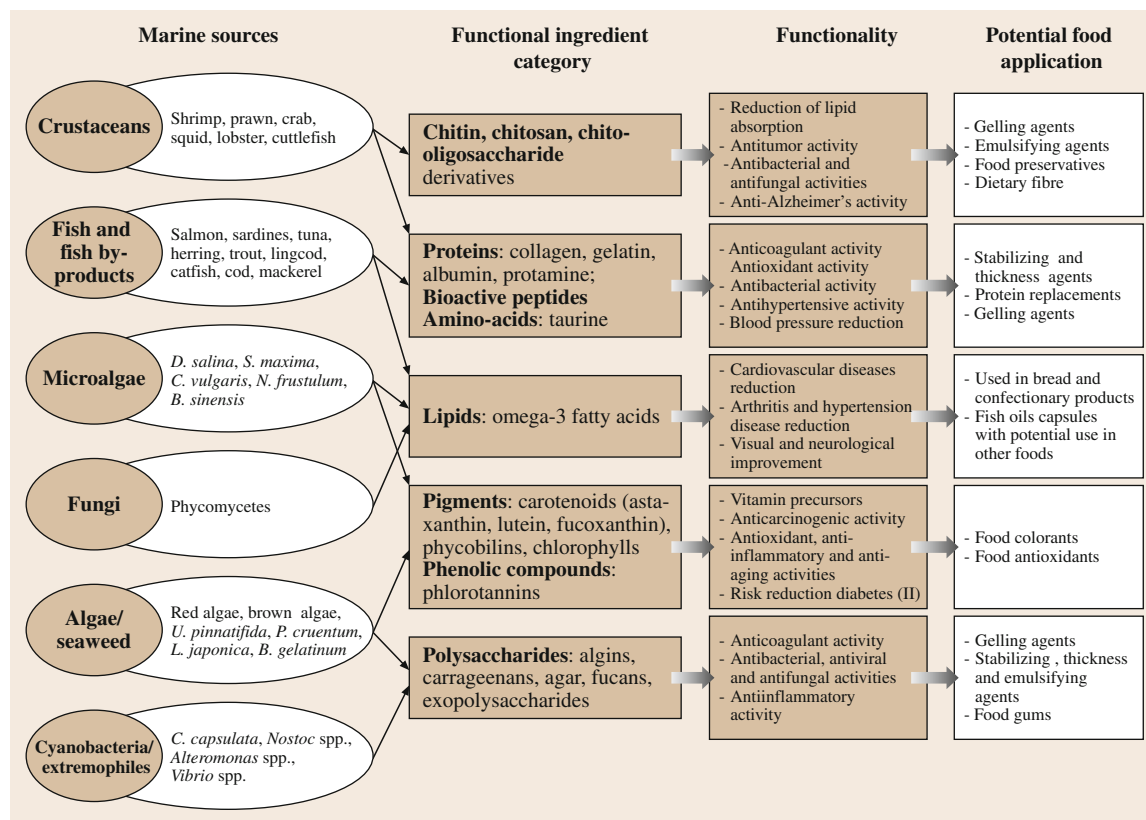 Marine sources
Functional ingredient
category
Functionality
Potential food
application
Crustaceans
Shrimp, prawn, crab,
squid, lobster, cuttlefish
Fish and
fish by-
products
Salmon, sardines, tuna,
herring, trout, lingcod,
catfish, cod, mackerel
Microalgae
D. salina, S. maxima,
C. vulgaris, N. frustulum,
B. sinensis
Fungi
Phycomycetes
Algae/
seaweed
Red algae, brown algae,
U. pinnatifida, P. cruentum,
L. japonica, B. gelatinum
Cyanobacteria/
extremophiles
C. capsulata, Nostoc spp.,
Alteromonas spp.,
Vibrio spp.
Chitin, chitosan, chito-
oligosaccharide
derivatives
Proteins: collagen, gelatin,
albumin, protamine;
Bioactive peptides
Amino-acids: taurine
Lipids: omega-3 fatty acids
Pigments: carotenoids (asta-
xanthin, lutein, fucoxanthin),
phycobilins, chlorophylls
Phenolic compounds:
phlorotannins
Polysaccharides: algins,
carrageenans, agar, fucans,
exopolysaccharides
- Reduction of lipid
absorption
- Antitumor activity
- Antibacterial and
antifungal activities
- Anti-Alzheimer's activity
- Anticoagulant activity
Antioxidant activity
- Antibacterial activity
- Antihypertensive activity
- Blood pressure reduction
- Cardiovascular diseases
reduction
- Arthritis and hypertension
disease reduction
- Visual and neurological
improvement
- Vitamin precursors
- Anticarcinogenic activity
- Antioxidant, anti-
inflammatory and anti-
aging activities
- Risk reduction diabetes (II)
- Anticoagulant activity
- Antibacterial, antiviral
and antifungal activities
- Antiinflammatory
activity
- Gelling agents
- Emulsifying agents
- Food preservatives
- Dietary fibre
- Stabilizing and
thickness agents
- Protein replacements
- Gelling agents
- Used in bread and
confectionary products
- Fish oils capsules
with potential use in
other foods
- Food colorants
- Food antioxidants
- Gelling agents
- Stabilizing , thickness
and emulsifying
agents
- Food gums